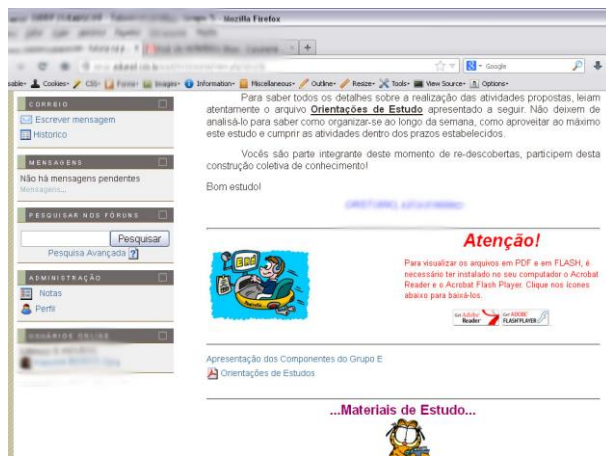 Mozilla Firefox
Google
Cookies CSS Forms Images Information Miscellaneous Outline Resize Tools View Source Options
CORREIO
Escrever mensagem
Historico
MENSAGENS
Não há mensagens pendentes
Mensagens...
PESQUISAR NOS FÓRUNS
Pesquisar
Pesquisa Avançada ?
ADMINISTRAÇÃO
Notas
Perfil
USUÁRIOS ONLINE
Para saber todos os detalhes sobre a realização das atividades propostas, leiam
atentamente o arquivo Orientações de Estudo apresentado a seguir. Não deixem de
analisá-lo para saber como organizar-se ao longo da semana, como aproveitar ao máximo
este estudo e cumprir as atividades dentro dos prazos estabelecidos.
Vocês são parte integrante deste momento de re-descobertas, participem desta
construção coletiva de conhecimento!
Bom estudo!
End
Atenção!
Para visualizar os arquivos em PDF e em FLASH, é
necessário ter instalado no seu computador o Acrobat
Reader e o Acrobat Flash Player. Clique nos ícones
abaixo para baixá-los.
Get Adobe Reader
Get ADOBE FLASH PLAYER
Apresentação dos Componentes do Grupo E
Orientações de Estudos
...Materiais de Estudo...